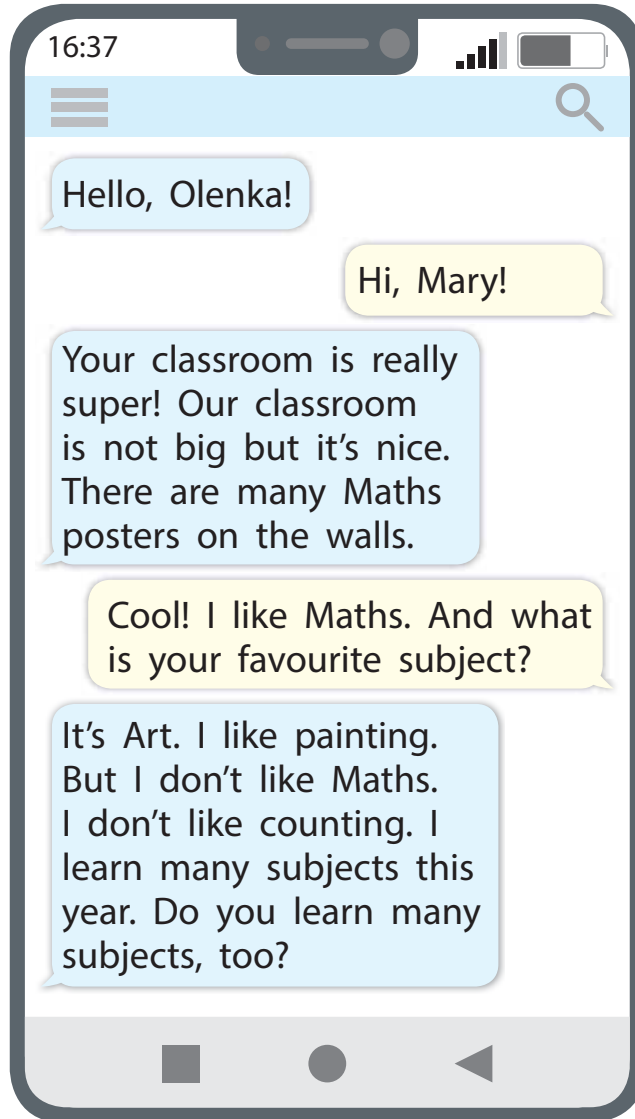 16:37
Hello, Olenka!
Hi, Mary!
Your classroom is really
super! Our classroom
is not big but it’s nice.
There are many Maths
posters on the walls.
Cool! I like Maths. And what
is your favourite subject?
It’s Art. I like painting.
But I don’t like Maths.
I don’t like counting. I
learn many subjects this
year. Do you learn many
subjects, too?